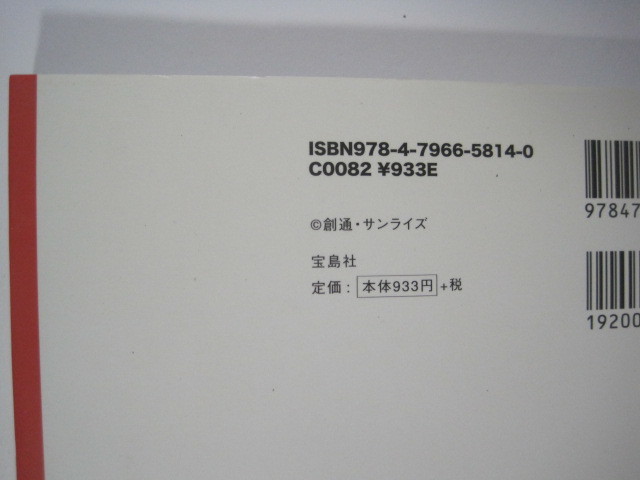 ISBN978-4-7966-5814-0
C0082 ¥933E
©創通・サンライズ
宝島社
定価：本体933円+税
97847
19200